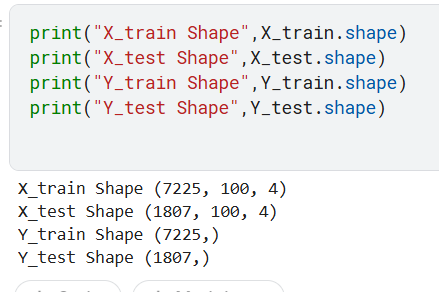 print("X_train Shape",X_train.shape)
print("X_test Shape",X_test.shape)
print("Y_train Shape",Y_train.shape)
print("Y_test Shape",Y_test.shape)
X_train Shape (7225, 100, 4)
X_test Shape (1807, 100, 4)
Y_train Shape (7225,)
Y_test Shape (1807,)